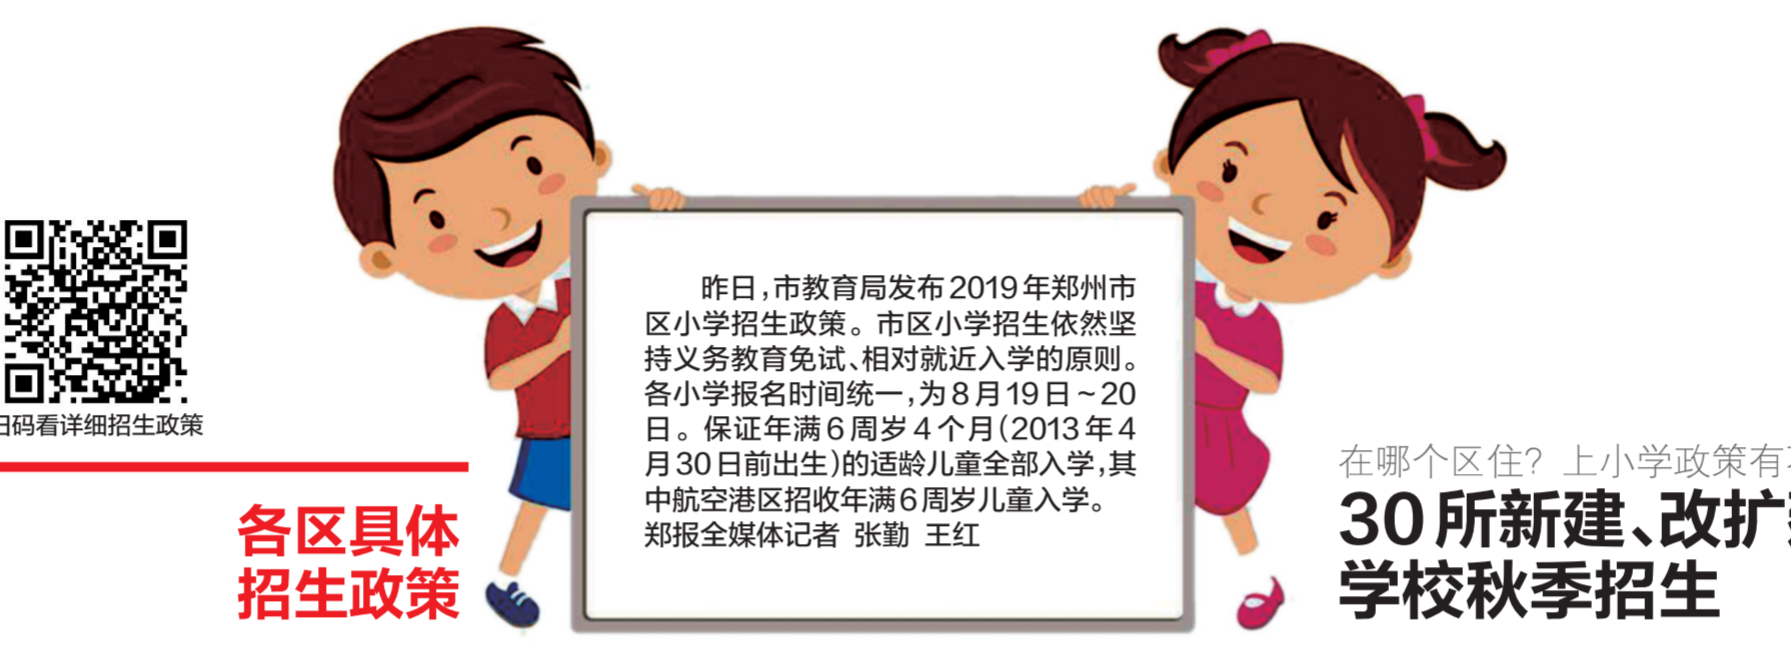 码看详细招生政策
各区具体
招生政策
昨日,市教育局发布2019年郑州市
区小学招生政策。市区小学招生依然坚
持义务教育免试、相对就近入学的原则。
各小学报名时间统一,为8月19日~20
日。保证年满6周岁4个月(2013年4
月30日前出生)的适龄儿童全部入学,其
中航空港区招收年满6周岁儿童入学。
郑报全媒体记者 张勤 王红
在哪个区住?上小学政策有
30所新建、改扩
学校秋季招生